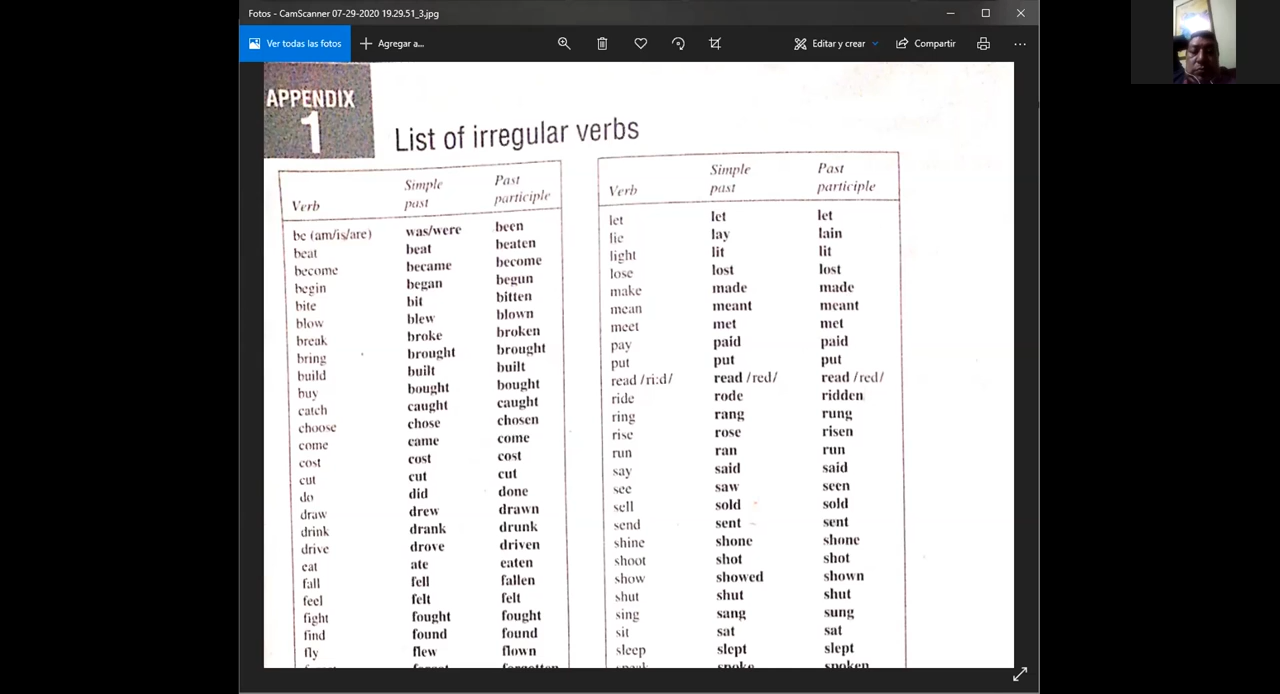 Fotos - CamScanner 07-29-2020 19.29.51_3.jpg
Ver todas las fotos
Agregar a...
Editar y crear
Compartir
APPENDIX
1
List of irregular verbs
Verb Simple past Past participle
be (am/is/are) was/were been
beat beat beaten
become became become
begin began begun
bite bit bitten
blow blew blown
break broke broken
bring brought brought
build built built
buy bought bought
catch caught caught
choose chose chosen
come came come
cost cost cost
cut cut cut
do did done
draw drew drawn
drink drank drunk
drive drove driven
eat ate eaten
fall fell fallen
feel felt felt
fight fought fought
find found found
fly flew flown
Verb Simple past Past participle
let let let
lie lay lain
light lit lit
lose lost lost
make made made
mean meant meant
meet met met
pay paid paid
put put put
read /ri:d/ read /red/ read /red/
ride rode ridden
ring rang rung
rise rose risen
run ran run
say said said
see saw seen
sell sold sold
send sent sent
shine shone shone
shoot shot shot
show showed shown
shut shut shut
sing sang sung
sit sat sat
sleep slept slept
spoke spoken